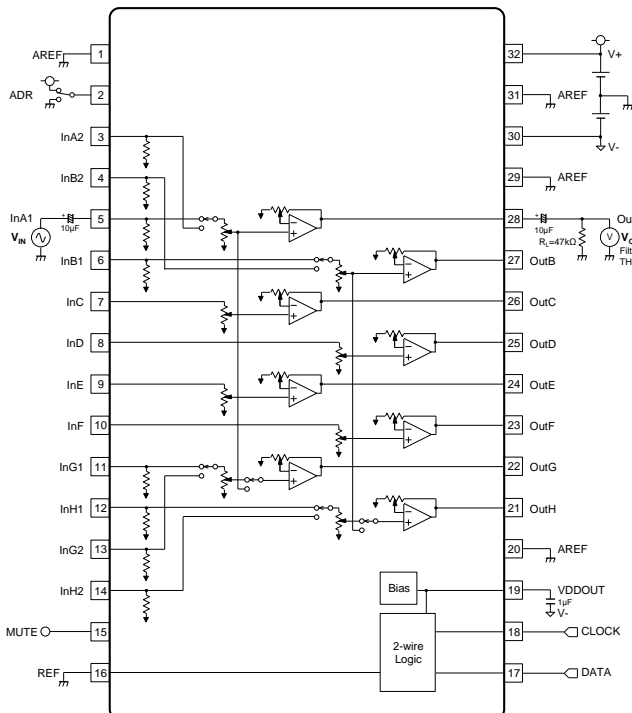 AREF 1
ADR 2
InA2 3
InB2 4
InA1 5
V_IN
+
10µF
InB1 6
InC 7
InD 8
InE 9
InF 10
InG1 11
InH1 12
InG2 13
InH2 14
MUTE 15
REF 16
32 V+
31 AREF
30 V-
29 AREF
28
+
10µF
R_L=47kΩ
V
27 OutB
26 OutC
25 OutD
24 OutE
23 OutF
22 OutG
21 OutH
20 AREF
19 VDDOUT
1µF
V-
18 CLOCK
17 DATA
Bias
2-wire
Logic
− +
− +
− +
− +
− +
− +
− +
− +